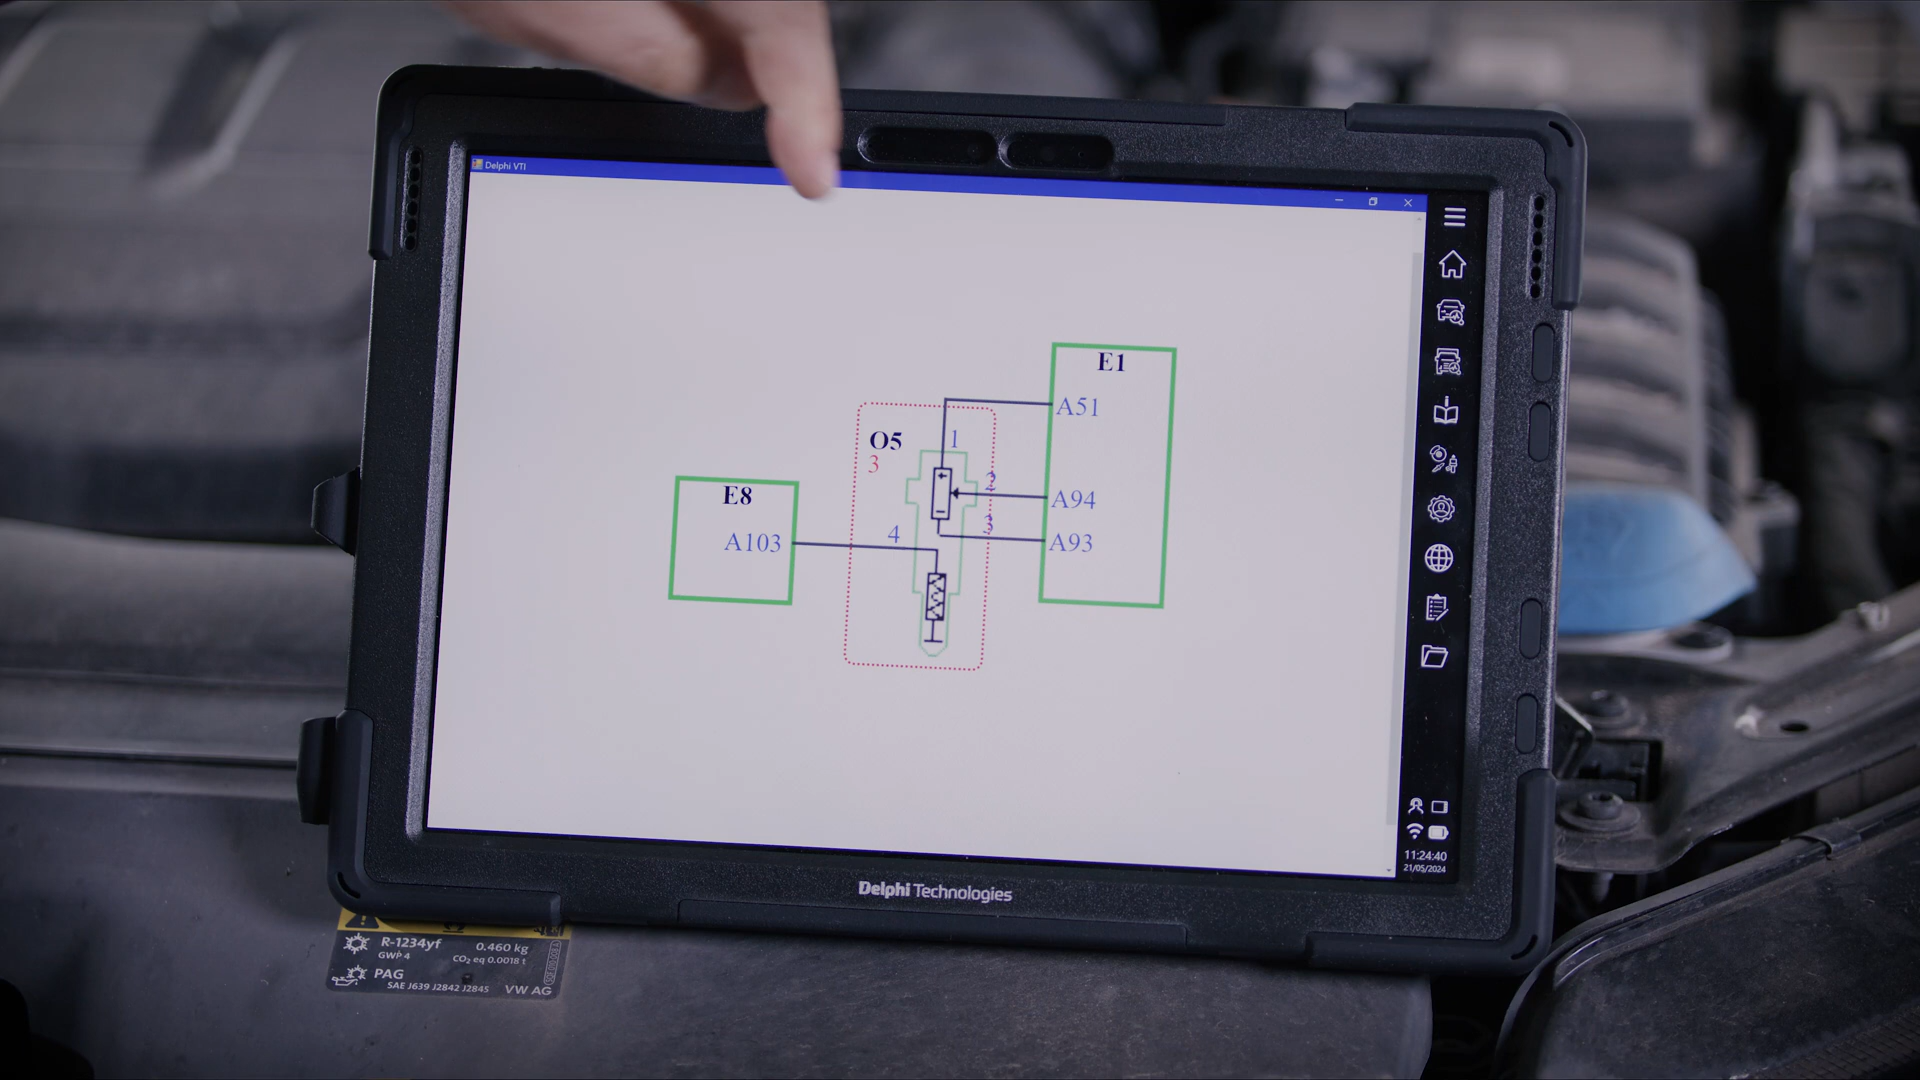 Delphi VTI
E1
A51
O5
1
3
2
A94
E8
3
A93
4
A103
11:24:40
21/05/2024
Delphi Technologies
R-1234yf
0.460 kg
GWP 4
CO₂ eq 0.0018 t
PAG
SAE J639 J2842 J2845
VW AG